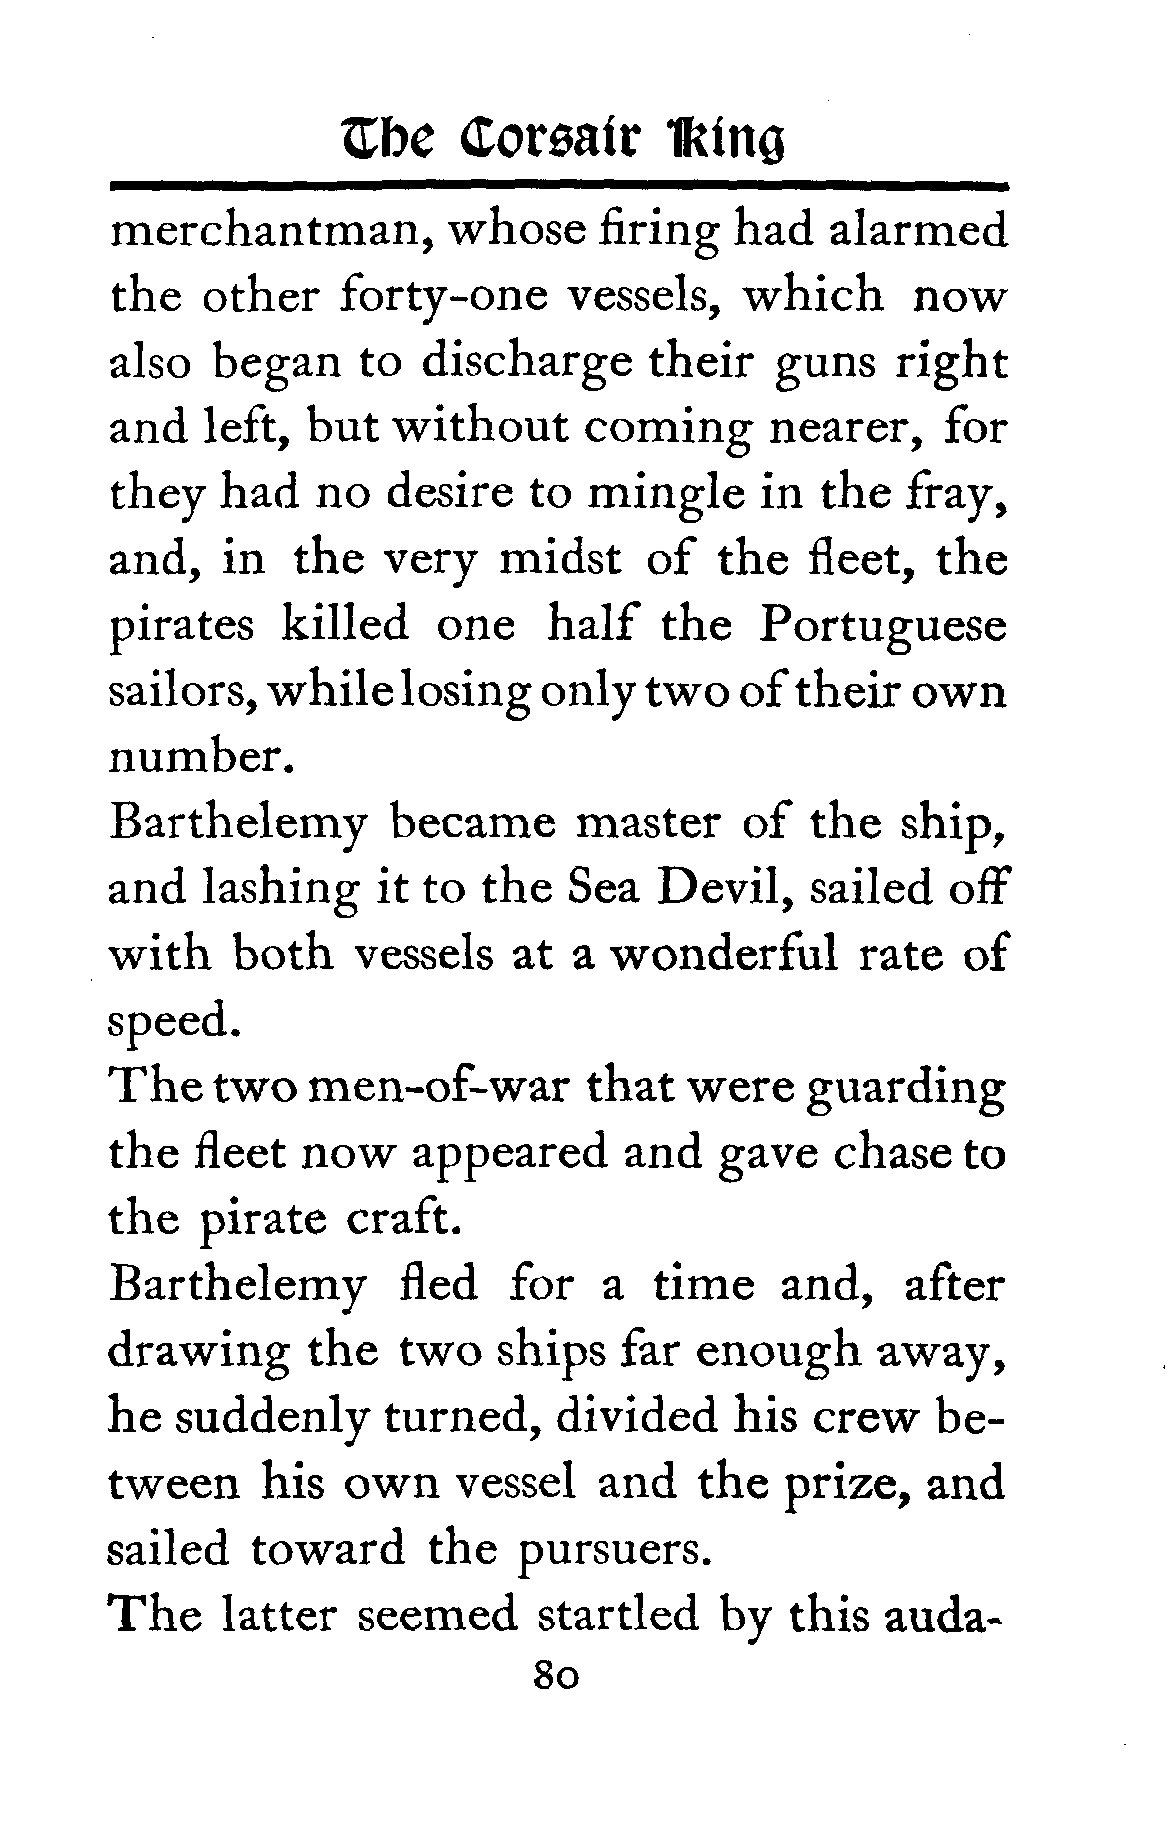 The Corsair King
merchantman, whose firing had alarmed
the other forty-one vessels, which now
also began to discharge their guns right
and left, but without coming nearer, for
they had no desire to mingle in the fray,
and, in the very midst of the fleet, the
pirates killed one half the Portuguese
sailors, while losing only two of their own
number.
Barthelemy became master of the ship,
and lashing it to the Sea Devil, sailed off
with both vessels at a wonderful rate of
speed.
The two men-of-war that were guarding
the fleet now appeared and gave chase to
the pirate craft.
Barthelemy fled for a time and, after
drawing the two ships far enough away,
he suddenly turned, divided his crew be-
tween his own vessel and the prize, and
sailed toward the pursuers.
The latter seemed startled by this auda-
80